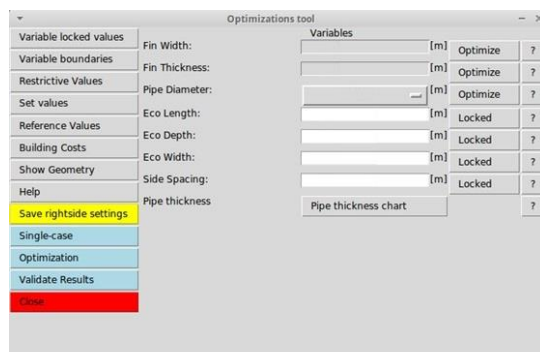 Optimizations tool
Variable locked values
Variable boundaries
Restrictive Values
Set values
Reference Values
Building Costs
Show Geometry
Help
Save rightside settings
Single-case
Optimization
Validate Results
Close
Variables
Fin Width: [m] Optimize ?
Fin Thickness: [m] Optimize ?
Pipe Diameter: [m] Optimize ?
Eco Length: [m] Locked ?
Eco Depth: [m] Locked ?
Eco Width: [m] Locked ?
Side Spacing: [m] Locked ?
Pipe thickness Pipe thickness chart ?